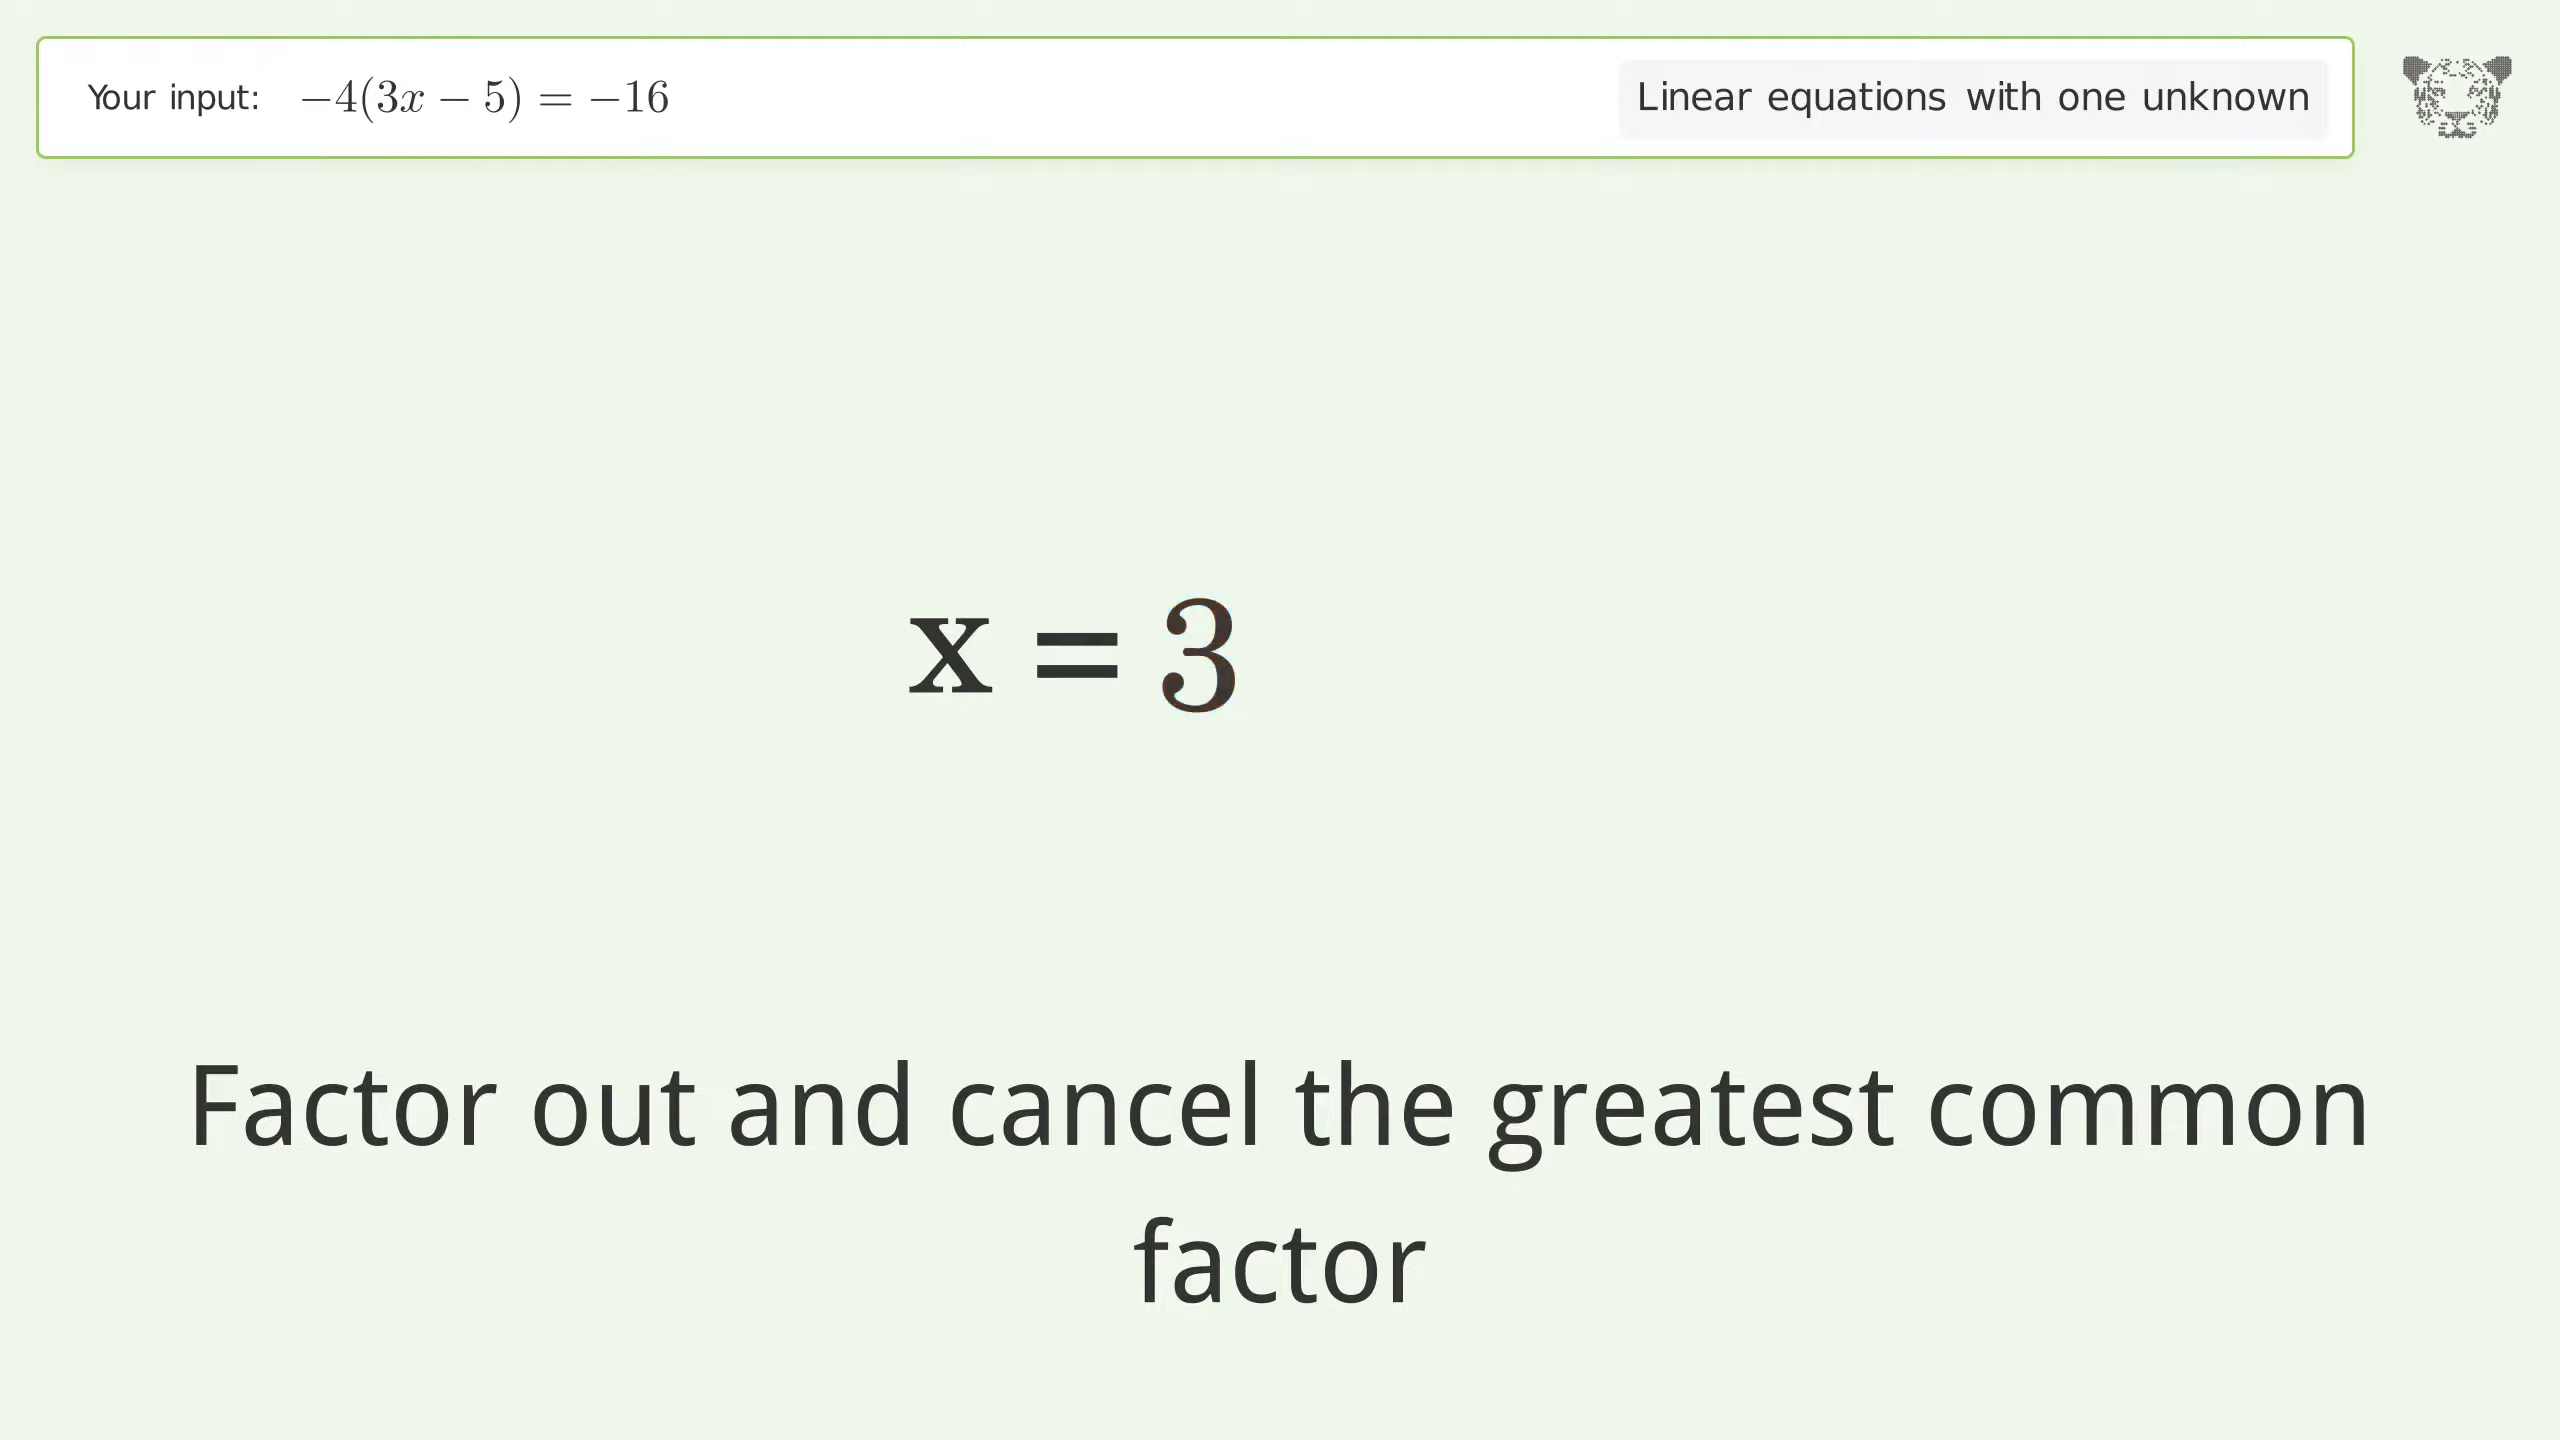 Your input: −4(3x − 5) = −16
Linear equations with one unknown
x = 3
Factor out and cancel the greatest common
factor